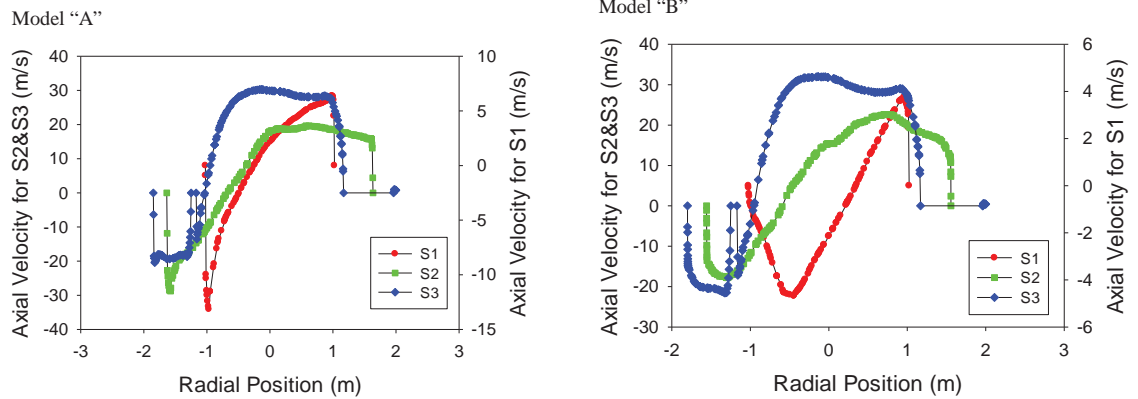 Model “A”
Axial Velocity for S2&S3 (m/s)
40
30
20
10
0
-10
-20
-30
-40
10
5
0
-5
-10
-15
Axial Velocity for S1 (m/s)
S1
S2
S3
-3 -2 -1 0 1 2 3
Radial Position (m)
Model “B”
Axial Velocity for S2&S3 (m/s)
40
30
20
10
0
-10
-20
-30
6
4
2
0
-2
-4
-6
Axial Velocity for S1 (m/s)
S1
S2
S3
-2 -1 0 1 2 3
Radial Position (m)